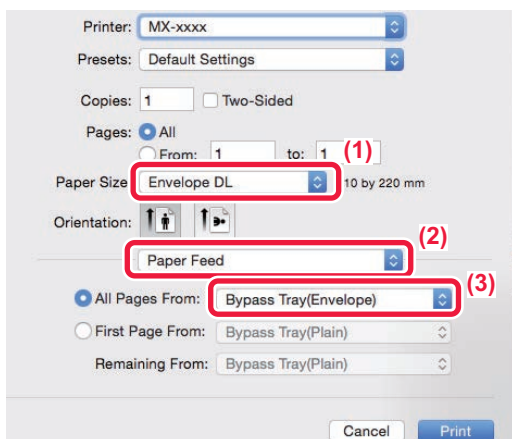 Printer: MX-xxxx
Presets: Default Settings
Copies: 1 Two-Sided
Pages: All
From: 1 to: 1 (1)
Paper Size Envelope DL 10 by 220 mm
Orientation:
(2)
Paper Feed
(3)
All Pages From: Bypass Tray(Envelope)
First Page From: Bypass Tray(Plain)
Remaining From: Bypass Tray(Plain)
Cancel Print